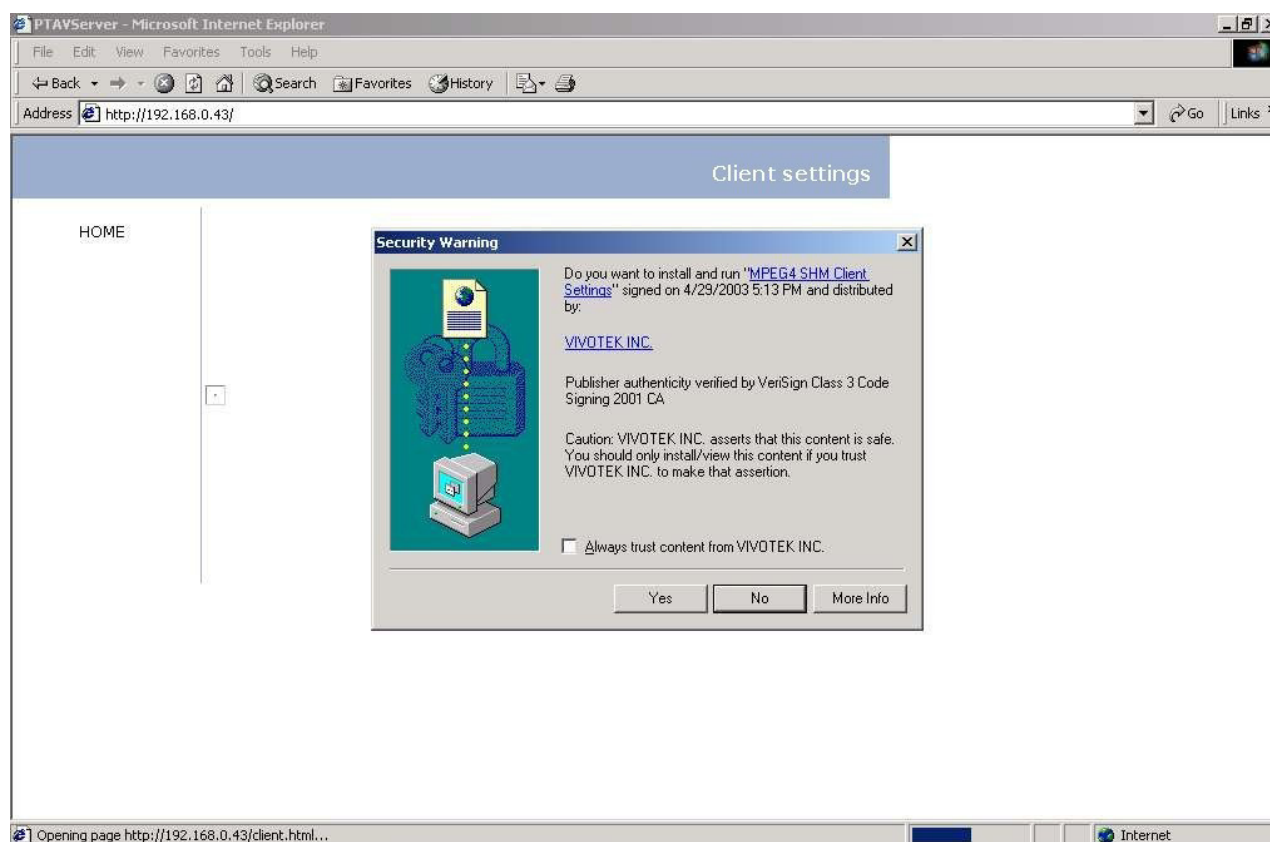 PTAVServer - Microsoft Internet Explorer
File Edit View Favorites Tools Help
Back Search Favorites History
Address http://192.168.0.43/ Go Links
Client settings
HOME
Security Warning
Do you want to install and run "MPEG4 SHM Client
Settings" signed on 4/29/2003 5:13 PM and distributed
by:
VIVOTEK INC.
Publisher authenticity verified by VeriSign Class 3 Code
Signing 2001 CA
Caution: VIVOTEK INC. asserts that this content is safe.
You should only install/view this content if you trust
VIVOTEK INC. to make that assertion.
Always trust content from VIVOTEK INC.
Yes No More Info
Opening page http://192.168.0.43/client.html... Internet